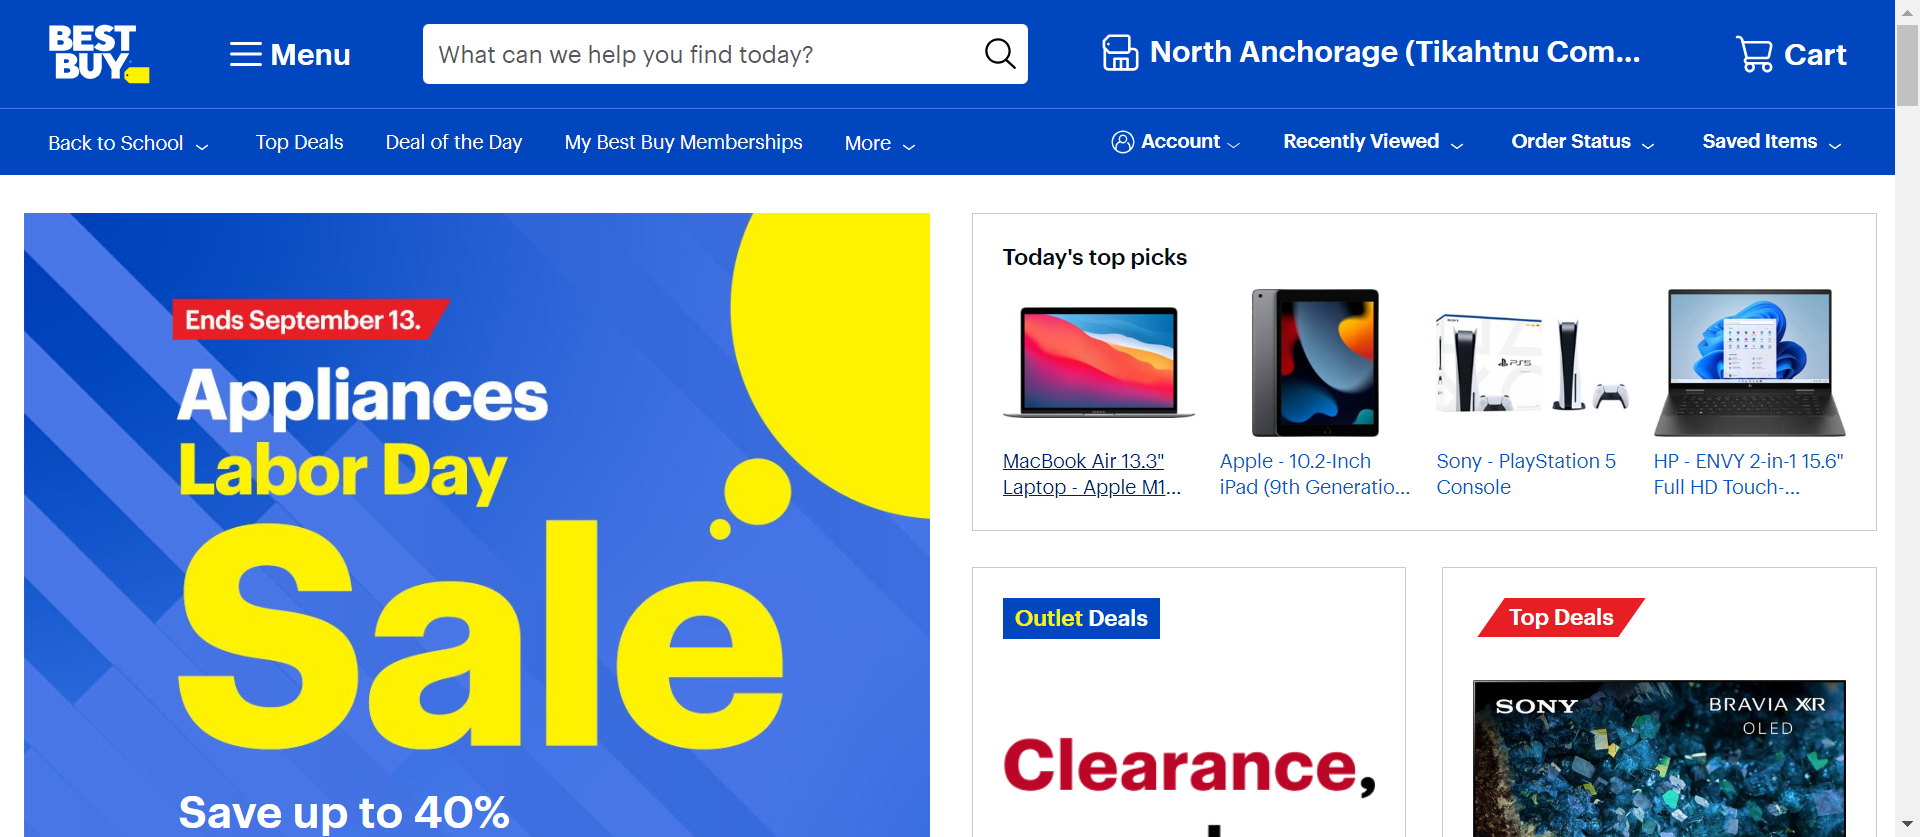 BEST
BUY
Menu
What can we help you find today?
North Anchorage (Tikahtnu Com...
Cart
Back to School
Top Deals
Deal of the Day
My Best Buy Memberships
More
Account
Recently Viewed
Order Status
Saved Items
Ends September 13.
Appliances
Labor Day
Sale
Save up to 40%
Today's top picks
SONY
PS5
MacBook Air 13.3"
Laptop - Apple M1...
Apple - 10.2-Inch
iPad (9th Generatio...
Sony - PlayStation 5
Console
HP - ENVY 2-in-1 15.6"
Full HD Touch-...
Outlet Deals
Clearance,
Top Deals
SONY
BRAVIA XR
OLED